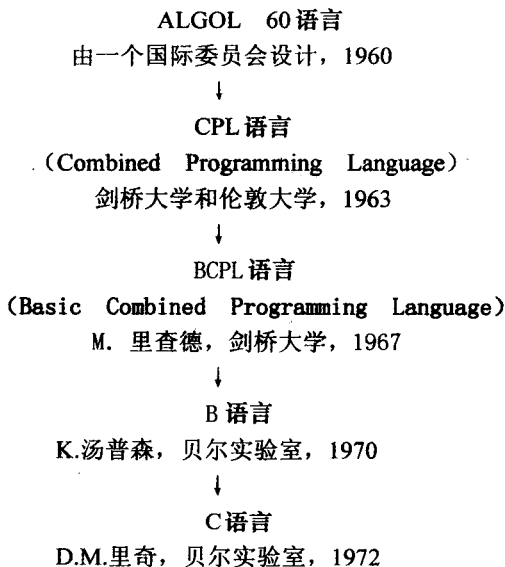 ALGOL 60语言
由一个国际委员会设计，1960
↓
CPL语言
（Combined Programming Language）
剑桥大学和伦敦大学，1963
↓
BCPL语言
（Basic Combined Programming Language）
M．里查德，剑桥大学，1967
↓
B语言
K.汤普森，贝尔实验室，1970
↓
C语言
D.M.里奇，贝尔实验室，1972